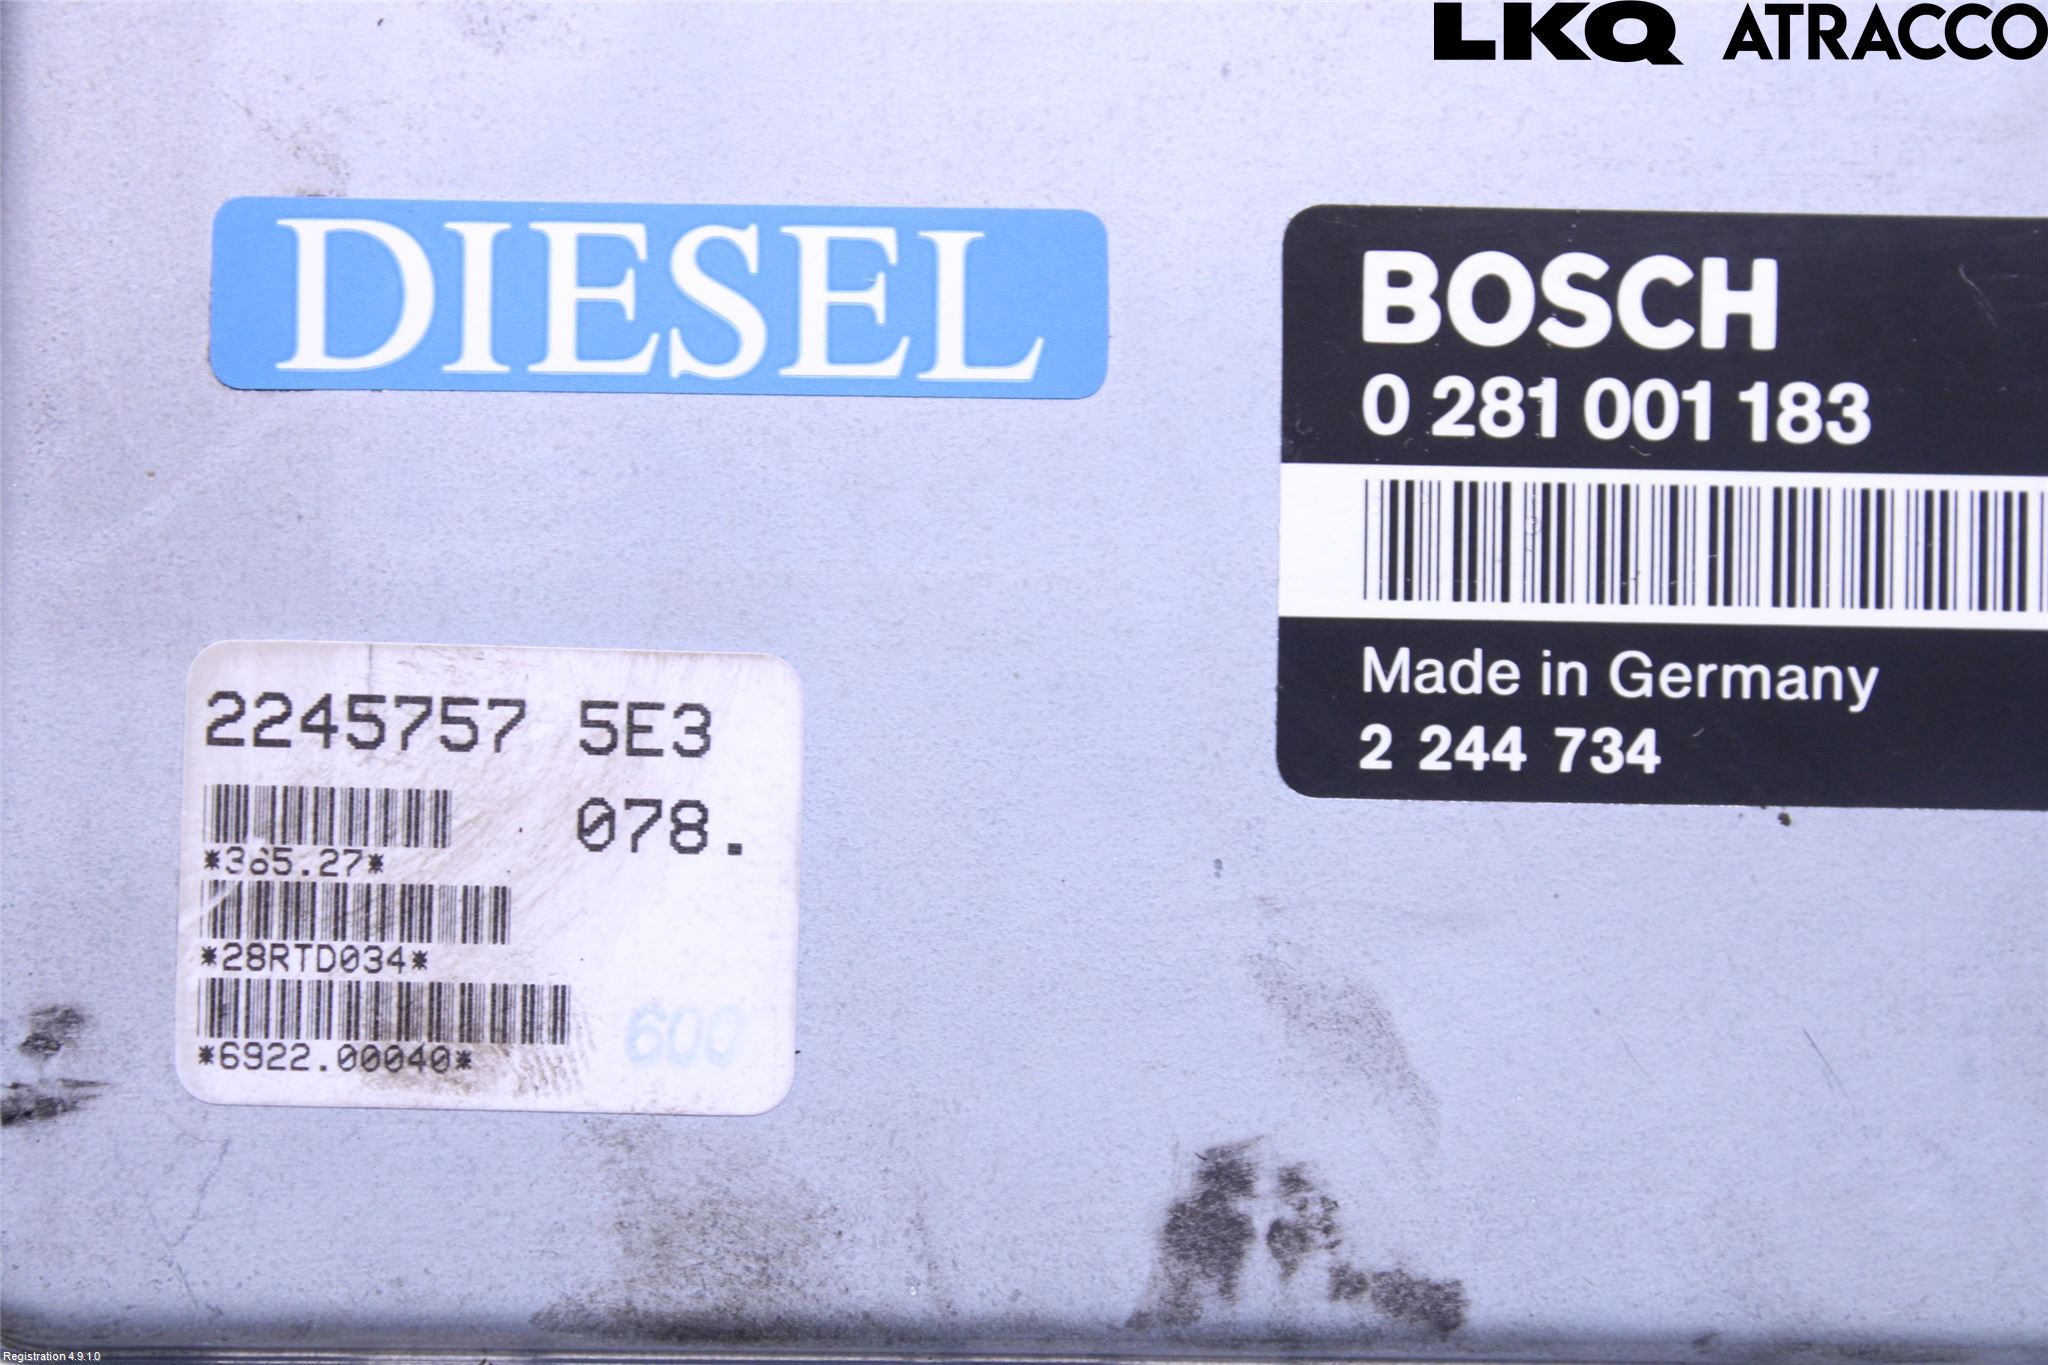 LKQ ATRACCO
DIESEL
BOSCH
0 281 001 183
Made in Germany
2 244 734
2245757 5E3
078.
*365.27*
*28RTD034*
*6922.00040*
600
Registration 4.9.1.0